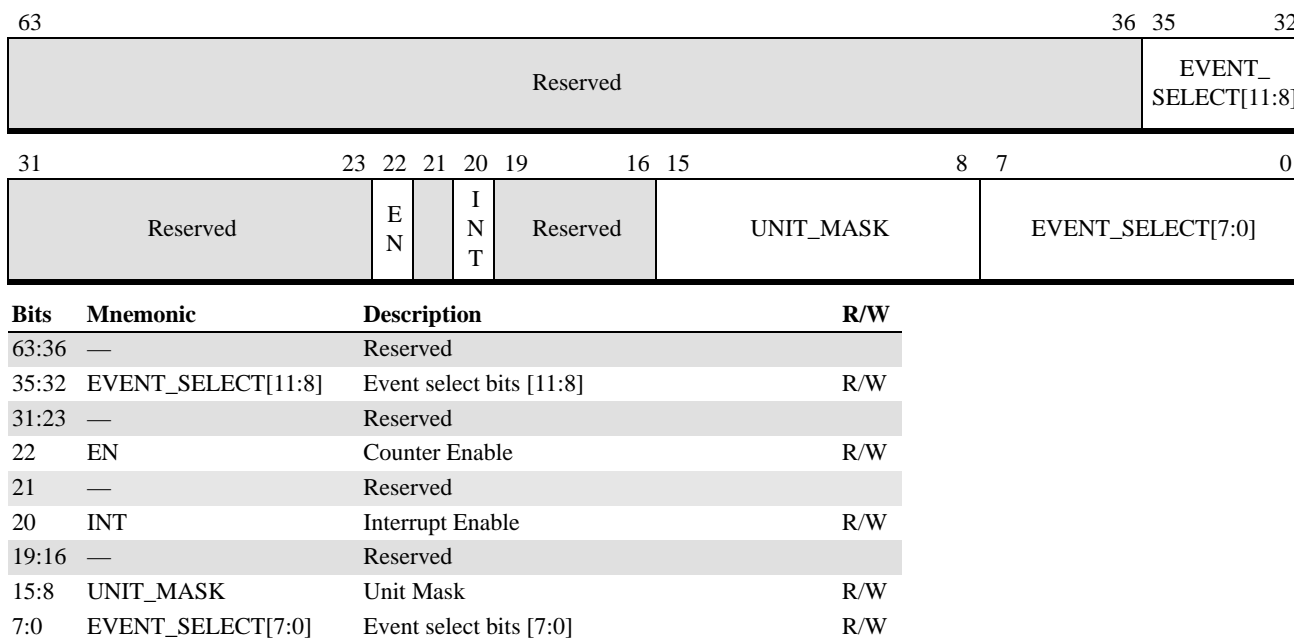 63 36 35 32
Reserved EVENT_
SELECT[11:8]
31 23 22 21 20 19 16 15 8 7 0
Reserved E
N I
N
T Reserved UNIT_MASK EVENT_SELECT[7:0]
Bits Mnemonic Description R/W
63:36 — Reserved
35:32 EVENT_SELECT[11:8] Event select bits [11:8] R/W
31:23 — Reserved
22 EN Counter Enable R/W
21 — Reserved
20 INT Interrupt Enable R/W
19:16 — Reserved
15:8 UNIT_MASK Unit Mask R/W
7:0 EVENT_SELECT[7:0] Event select bits [7:0] R/W